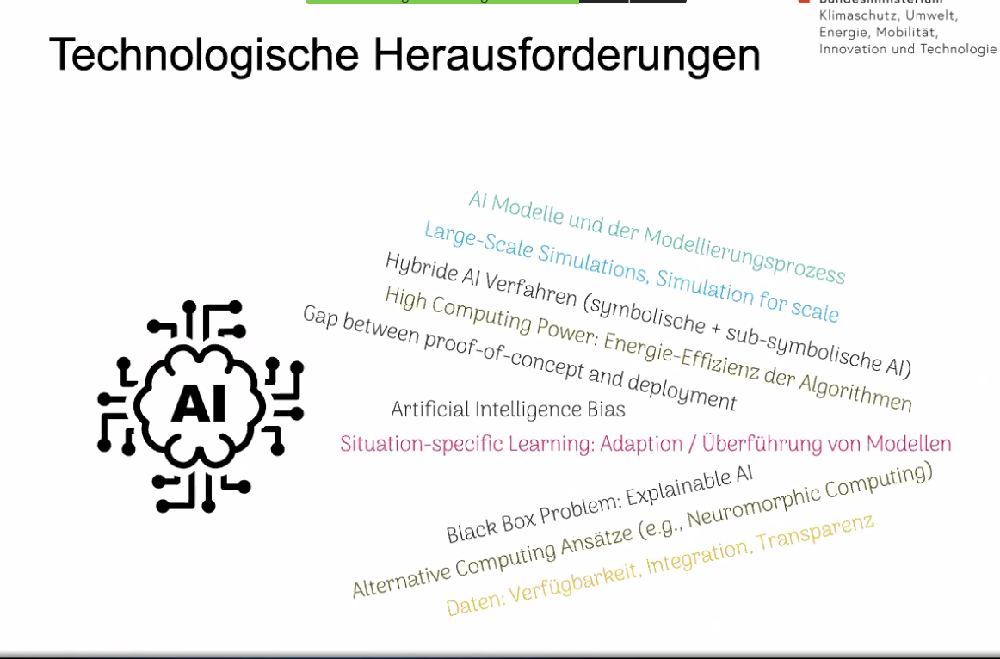 Bundesministerium
Klimaschutz, Umwelt,
Energie, Mobilität,
Innovation und Technologie
Technologische Herausforderungen
AI Modelle und der Modellierungsprozess
Large-Scale Simulations, Simulation for scale
Hybride AI Verfahren (symbolische + sub-symbolische AI)
High Computing Power: Energie-Effizienz der Algorithmen
Gap between proof-of-concept and deployment
AI
Artificial Intelligence Bias
Situation-specific Learning: Adaption / Überführung von Modellen
Black Box Problem: Explainable AI
Alternative Computing Ansätze (e.g., Neuromorphic Computing)
Daten: Verfügbarkeit, Integration, Transparenz